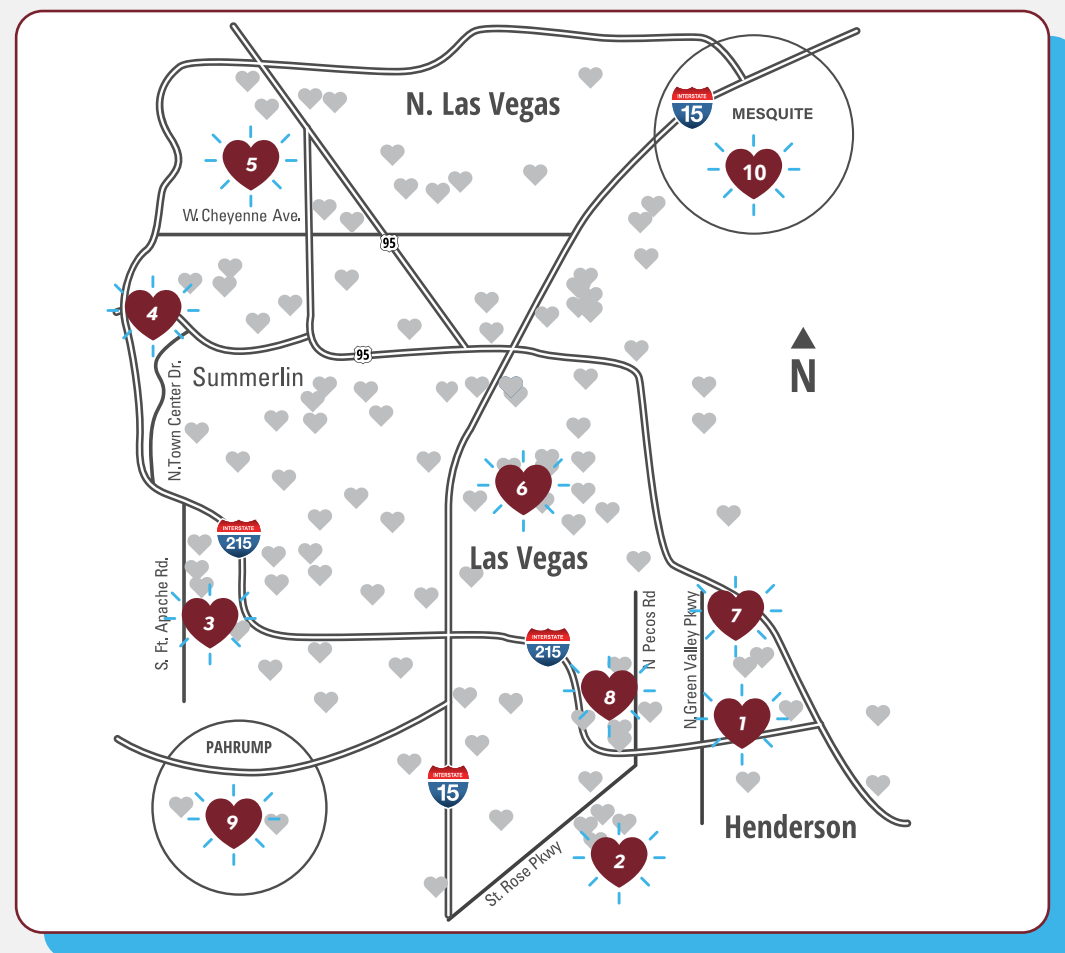 N. Las Vegas
INTERSTATE
15
MESQUITE
10
5
W. Cheyenne Ave.
95
4
95
N
Summerlin
N.Town Center Dr.
6
Las Vegas
INTERSTATE
215
S. Ft. Apache Rd.
3
N Pecos Rd
N Green Valley Pkwy
7
INTERSTATE
215
8
1
PAHRUMP
9
INTERSTATE
15
Henderson
St. Rose Pkwy
2